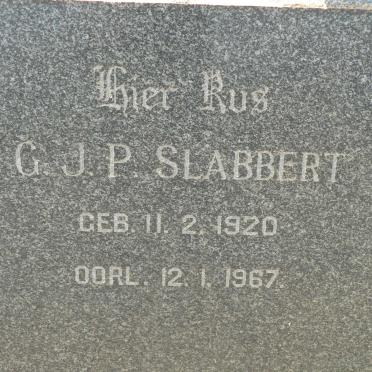 Hier Rus
G. J. P. SLABBERT
GEB. 11. 2. 1920
OORL. 12. 1. 1967.